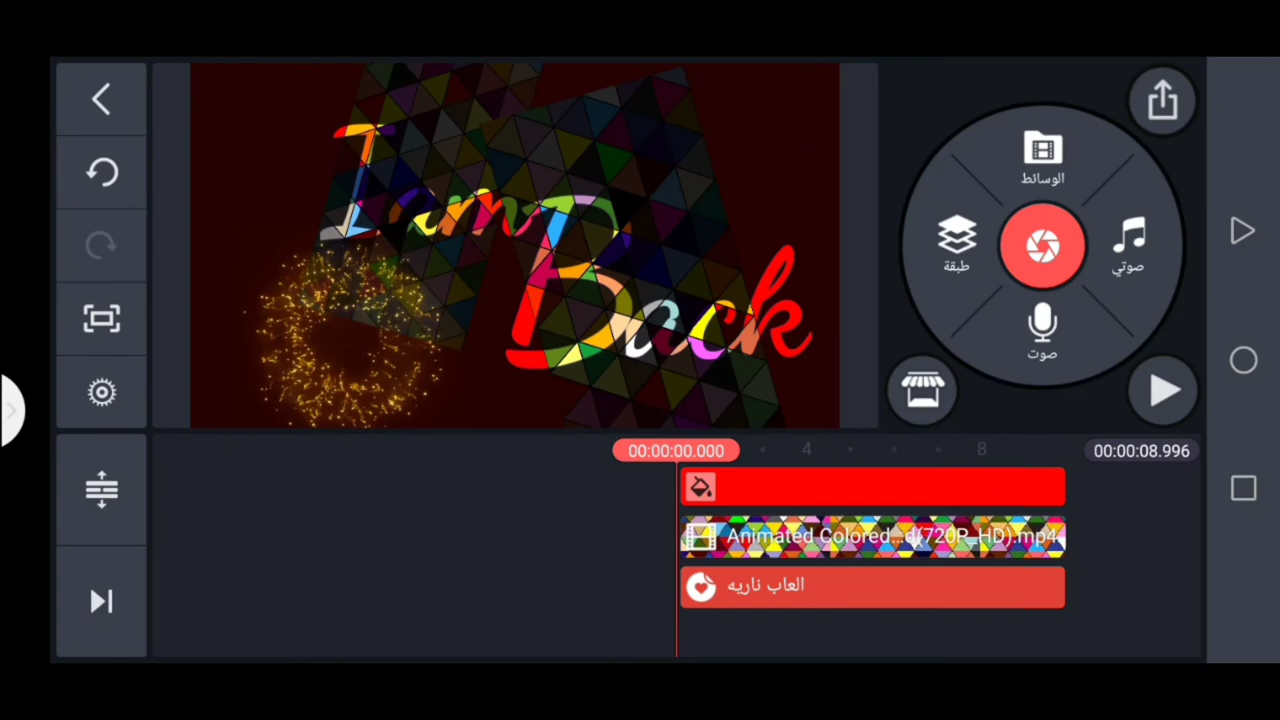 I am
Back
الوسائط
طبقة
صوتي
صوت
00:00:00.000
4
8
00:00:08.996
Animated Colored...d(720P_HD).mp4
العاب ناريه